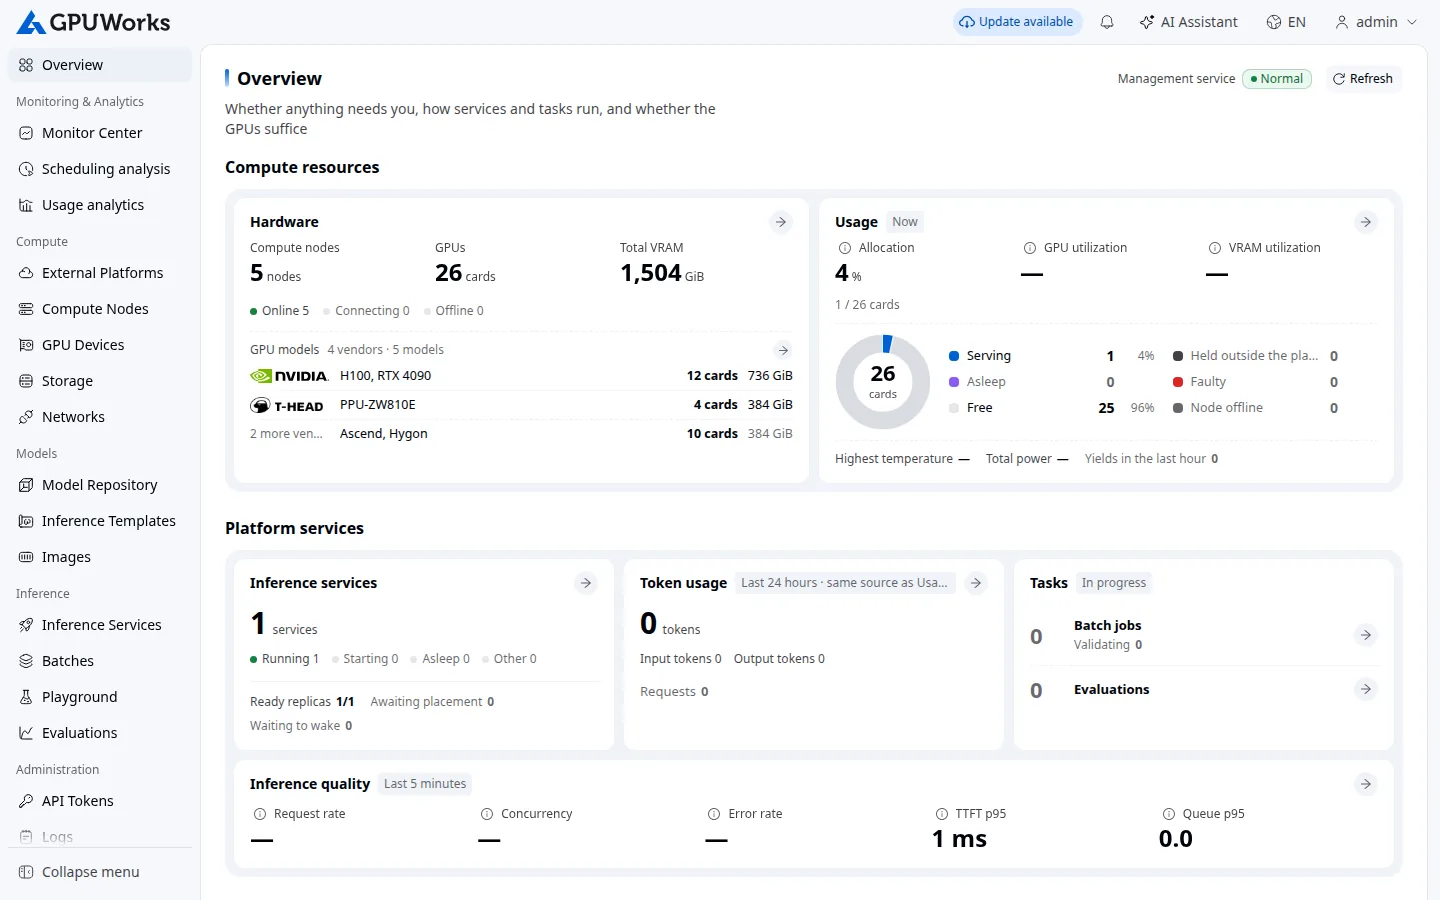 GPUWorks
Update available
AI Assistant
EN
admin
Overview
Monitoring & Analytics
Monitor Center
Scheduling analysis
Usage analytics
Compute
External Platforms
Compute Nodes
GPU Devices
Storage
Networks
Models
Model Repository
Inference Templates
Images
Inference
Inference Services
Batches
Playground
Evaluations
Administration
API Tokens
Logs
Collapse menu
Overview
Management service
Normal
Refresh
Whether anything needs you, how services and tasks run, and whether the
GPUs suffice
Compute resources
Hardware
Compute nodes
5 nodes
GPUs
26 cards
Total VRAM
1,504 GiB
Online 5 Connecting 0 Offline 0
GPU models 4 vendors · 5 models
NVIDIA. H100, RTX 4090 12 cards 736 GiB
T-HEAD PPU-ZW810E 4 cards 384 GiB
2 more ven... Ascend, Hygon 10 cards 384 GiB
Usage Now
Allocation
4 %
1 / 26 cards
GPU utilization
—
VRAM utilization
—
26
cards
Serving 1 4%
Asleep 0
Free 25 96%
Held outside the pla... 0
Faulty 0
Node offline 0
Highest temperature — Total power — Yields in the last hour 0
Platform services
Inference services
1 services
Running 1 Starting 0 Asleep 0 Other 0
Ready replicas 1/1 Awaiting placement 0
Waiting to wake 0
Token usage Last 24 hours · same source as Usa...
0 tokens
Input tokens 0 Output tokens 0
Requests 0
Tasks In progress
0 Batch jobs
Validating 0
0 Evaluations
Inference quality Last 5 minutes
Request rate
—
Concurrency
—
Error rate
—
TTFT p95
1 ms
Queue p95
0.0